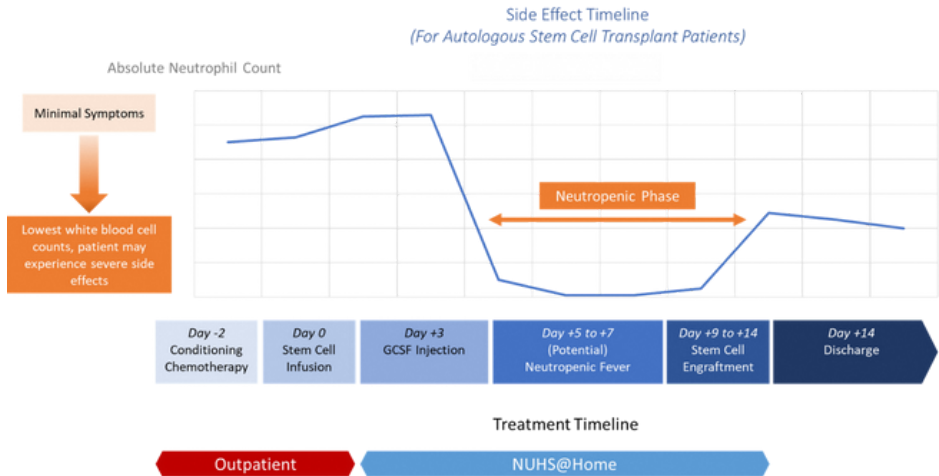 Side Effect Timeline
(For Autologous Stem Cell Transplant Patients)
Absolute Neutrophil Count
Minimal Symptoms
Neutropenic Phase
Lowest white blood cell
counts, patient may
experience severe side
effects
Day -2
Conditioning
Chemotherapy
Day 0
Stem Cell
Infusion
Day +3
GCSF Injection
Day +5 to +7
(Potential)
Neutropenic Fever
Day +9 to +14
Stem Cell
Engraftment
Day +14
Discharge
Treatment Timeline
Outpatient
NUHS@Home